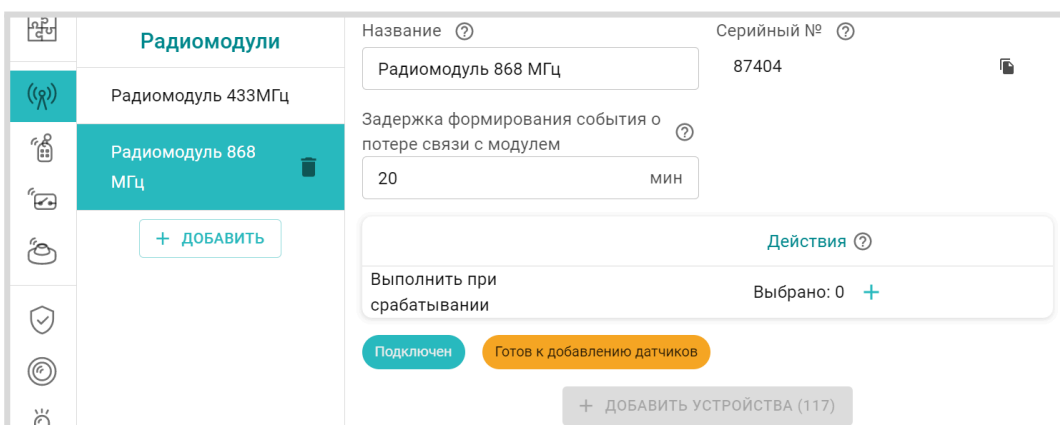 Радиомодули
Радиомодуль 433МГц
Радиомодуль 868
МГц
+ ДОБАВИТЬ
Название
Серийный №
Радиомодуль 868 МГц
87404
Задержка формирования события о
потере связи с модулем
20 мин
Действия
Выполнить при
срабатывании
Выбрано: 0 +
Подключен
Готов к добавлению датчиков
+ ДОБАВИТЬ УСТРОЙСТВА (117)